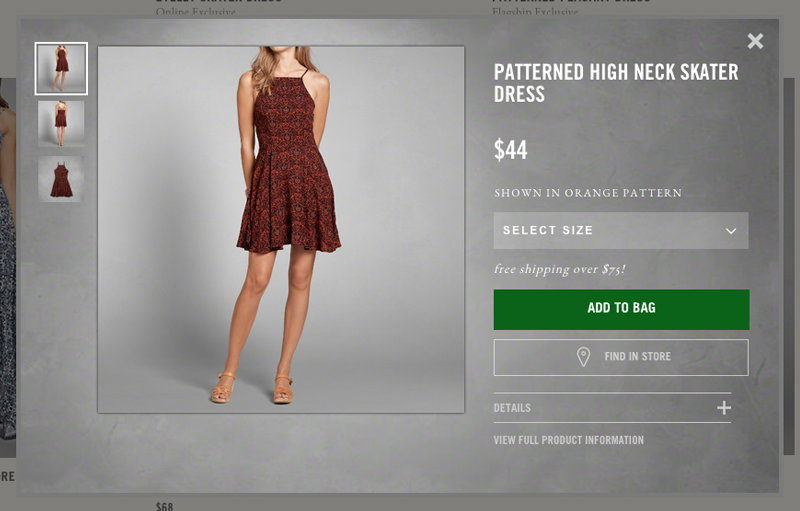 Online Exclusive
Flagship Exclusive
PATTERNED HIGH NECK SKATER
DRESS
$44
SHOWN IN ORANGE PATTERN
SELECT SIZE
free shipping over $75!
ADD TO BAG
FIND IN STORE
DETAILS
VIEW FULL PRODUCT INFORMATION
$68